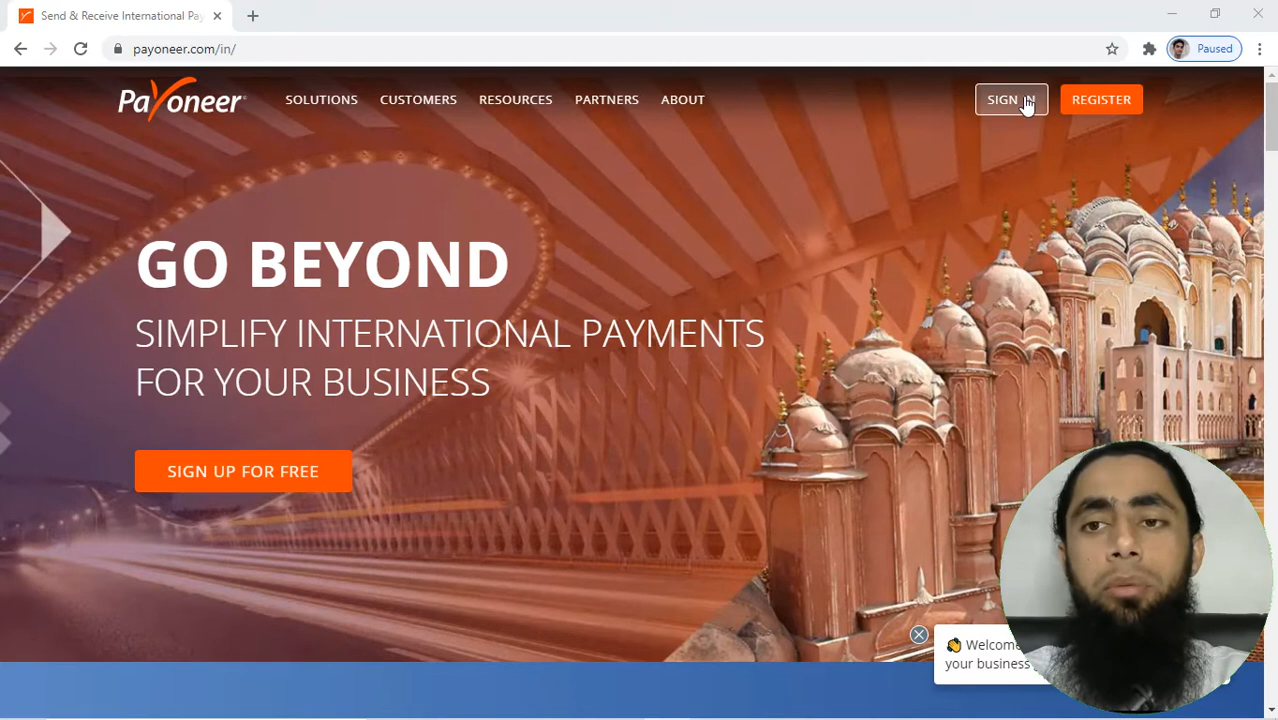 Send & Receive International Pay
payoneer.com/in/
Paused
Payoneer
SOLUTIONS
CUSTOMERS
RESOURCES
PARTNERS
ABOUT
SIGN IN
REGISTER
GO BEYOND
SIMPLIFY INTERNATIONAL PAYMENTS
FOR YOUR BUSINESS
SIGN UP FOR FREE
Welcome
your business